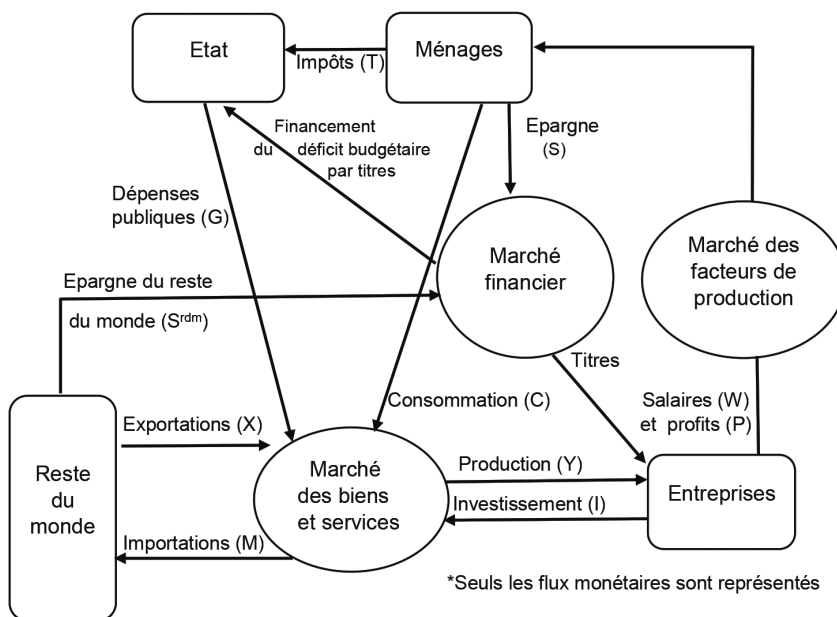 Etat
Ménages
Impôts (T)
Financement
du déficit budgétaire
par titres
Epargne
(S)
Dépenses
publiques (G)
Marché
financier
Marché des
facteurs de
production
Epargne du reste
du monde (Srdm)
Titres
Exportations (X)
Consommation (C)
Salaires (W)
et profits (P)
Reste
du
monde
Marché
des biens
et services
Production (Y)
Investissement (I)
Entreprises
Importations (M)
*Seuls les flux monétaires sont représentés